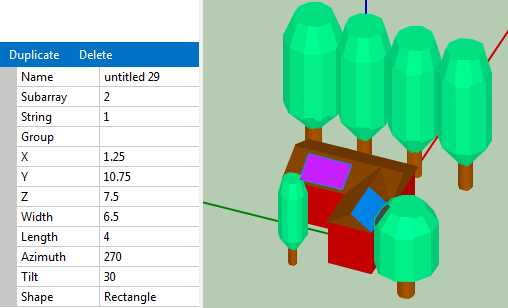 Duplicate Delete
Name untitled 29
Subarray 2
String 1
Group
X 1.25
Y 10.75
Z 7.5
Width 6.5
Length 4
Azimuth 270
Tilt 30
Shape Rectangle